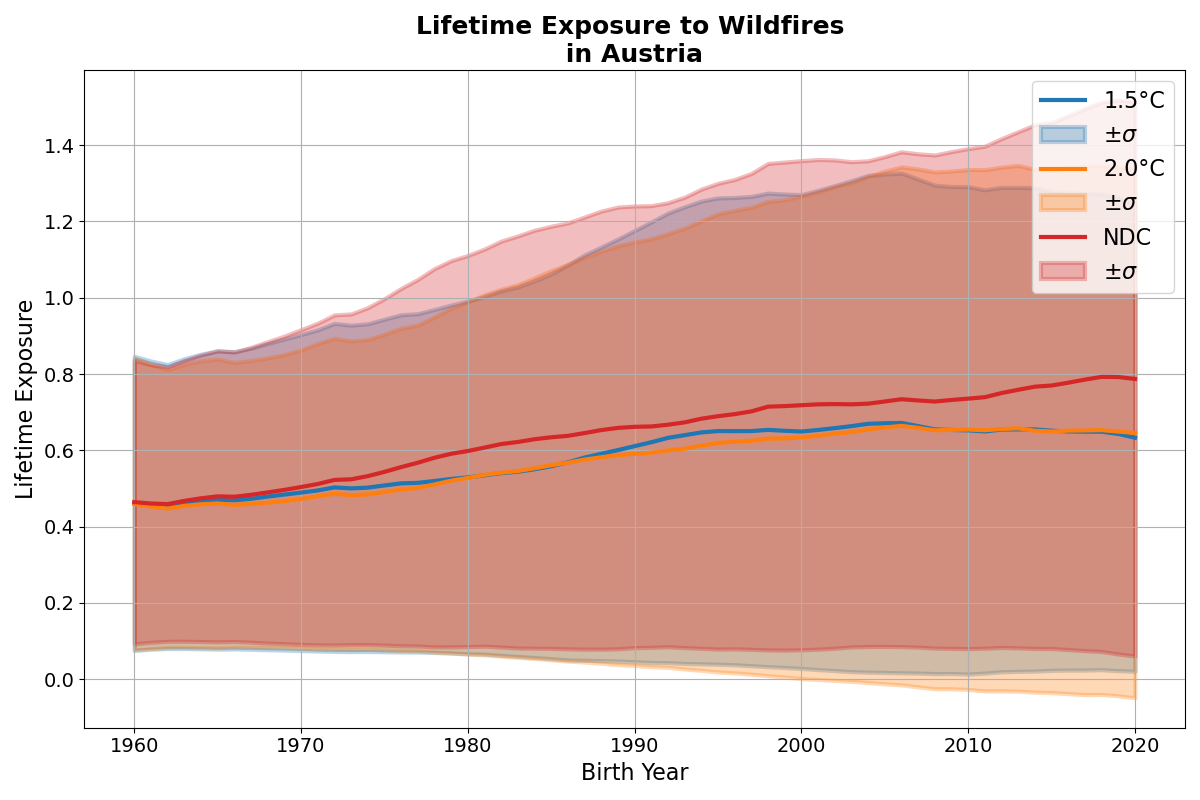 Lifetime Exposure to Wildfires
in Austria
Lifetime Exposure
1.4
1.2
1.0
0.8
0.6
0.4
0.2
0.0
1960 1970 1980 1990 2000 2010 2020
Birth Year
1.5°C
±σ
2.0°C
±σ
NDC
±σ